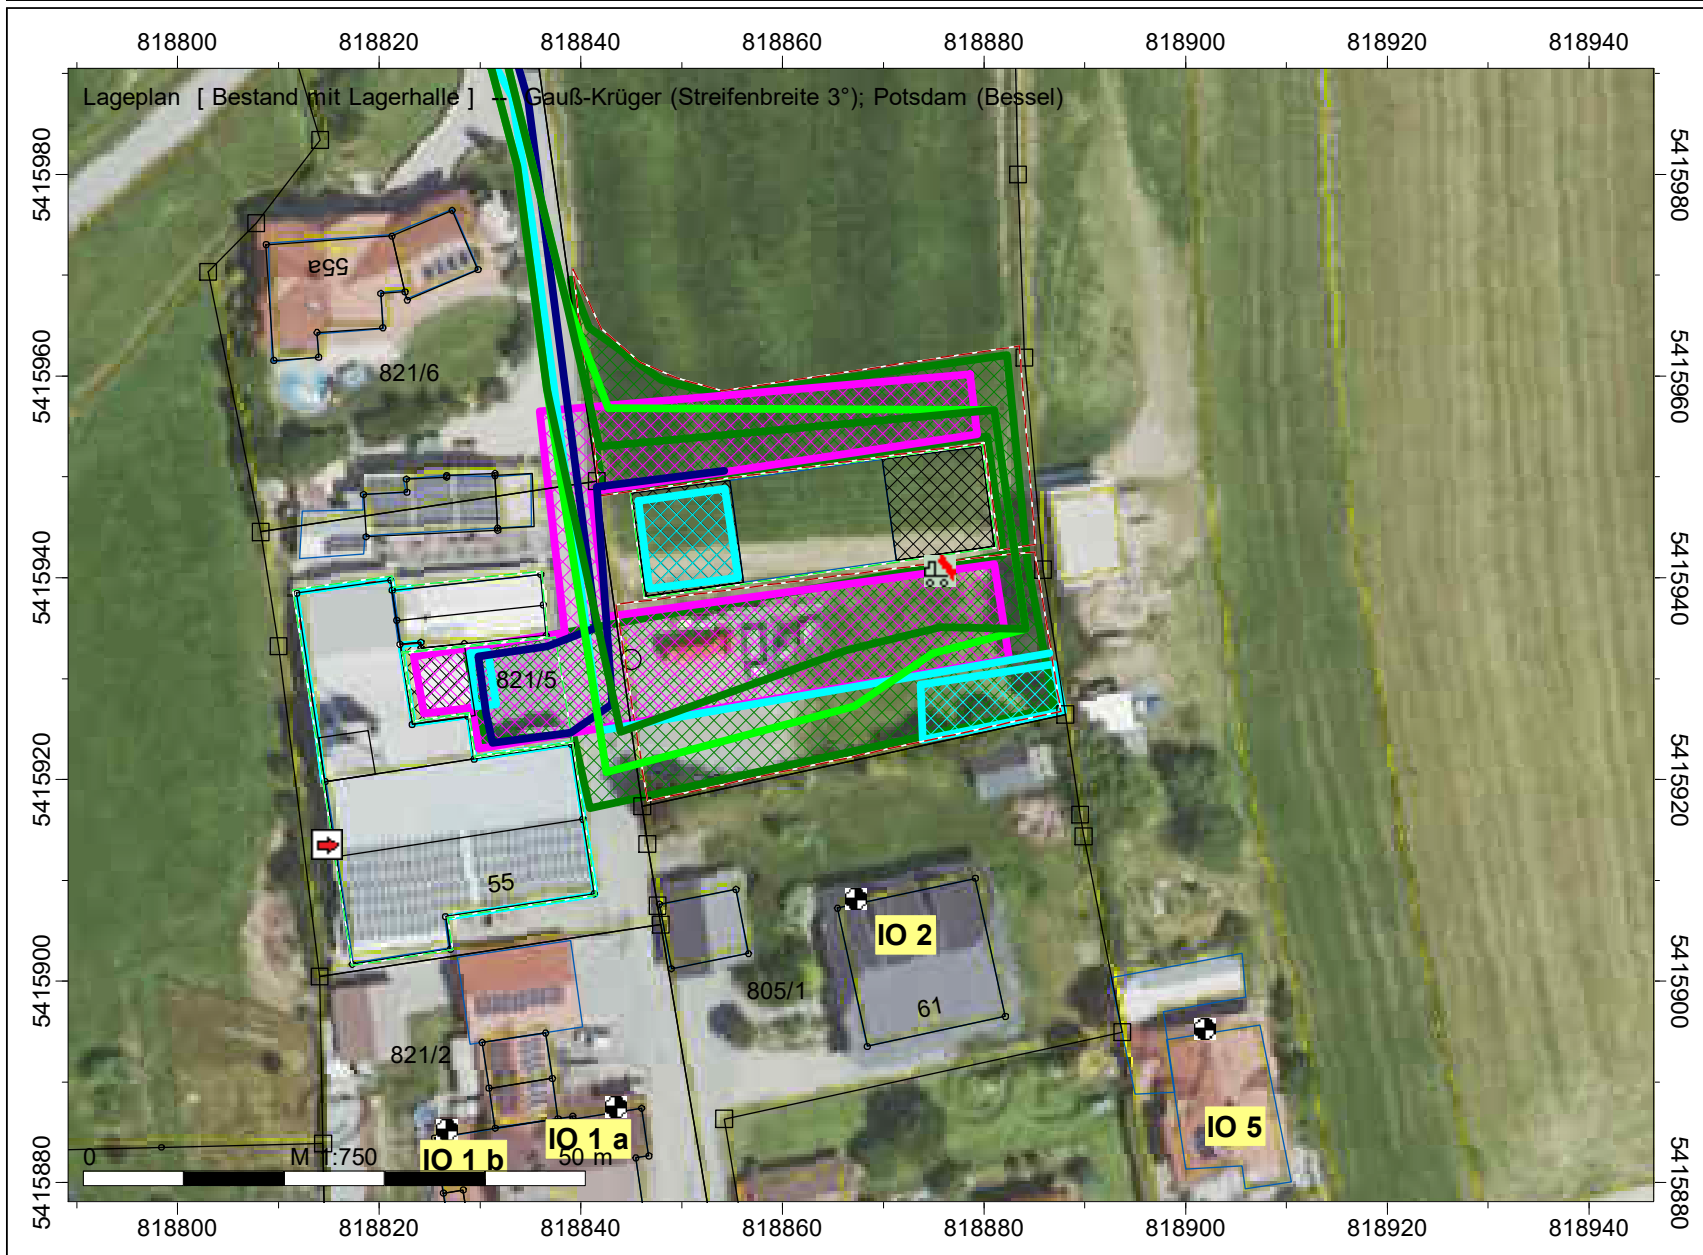 818800 818820 818840 818860 818880 818900 818920 818940
Lageplan [ Bestand mit Lagerhalle ] -- Gauß-Krüger (Streifenbreite 3°); Potsdam (Bessel)
5415980 5415980
55a
5415960 5415960
821/6
5415940 5415940
821/5
5415920 5415920
55
IO 2
5415900 5415900
805/1
61
821/2
IO 1 a
IO 5
IO 1 b
0 M 1:750 50 m
5415880 5415880
818800 818820 818840 818860 818880 818900 818920 818940